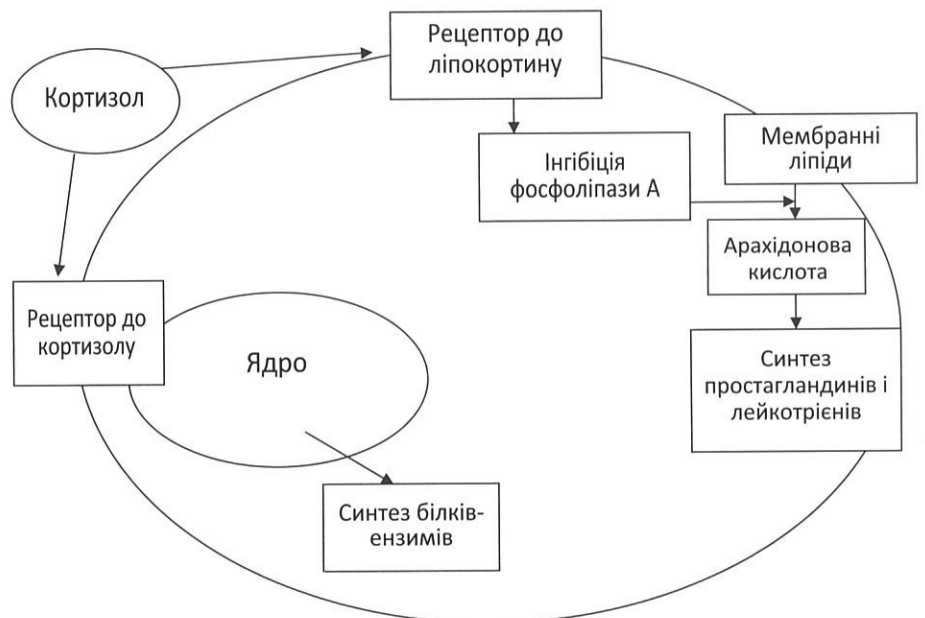 Рецептор до
ліпокортину
Кортизол
Інгібіція
фосфоліпази А
Мембранні
ліпіди
Арахідонова
кислота
Рецептор до
кортизолу
Ядро
Синтез
простагландинів і
лейкотрієнів
Синтез білків-
ензимів